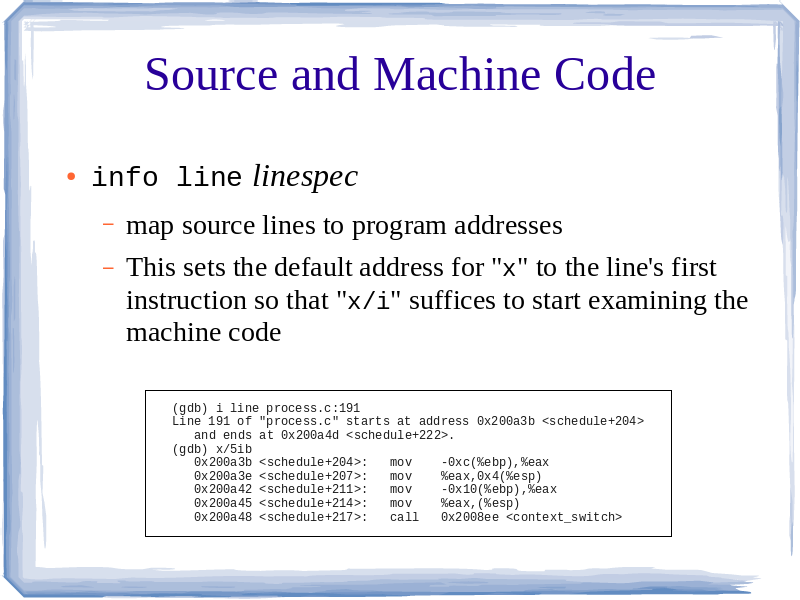 Source and Machine Code
• info line linespec
– map source lines to program addresses
– This sets the default address for "x" to the line's first
instruction so that "x/i" suffices to start examining the
machine code
(gdb) i line process.c:191
Line 191 of "process.c" starts at address 0x200a3b <schedule+204>
   and ends at 0x200a4d <schedule+222>.
(gdb) x/5ib
   0x200a3b <schedule+204>:   mov    -0xc(%ebp),%eax
   0x200a3e <schedule+207>:   mov    %eax,0x4(%esp)
   0x200a42 <schedule+211>:   mov    -0x10(%ebp),%eax
   0x200a45 <schedule+214>:   mov    %eax,(%esp)
   0x200a48 <schedule+217>:   call   0x2008ee <context_switch>